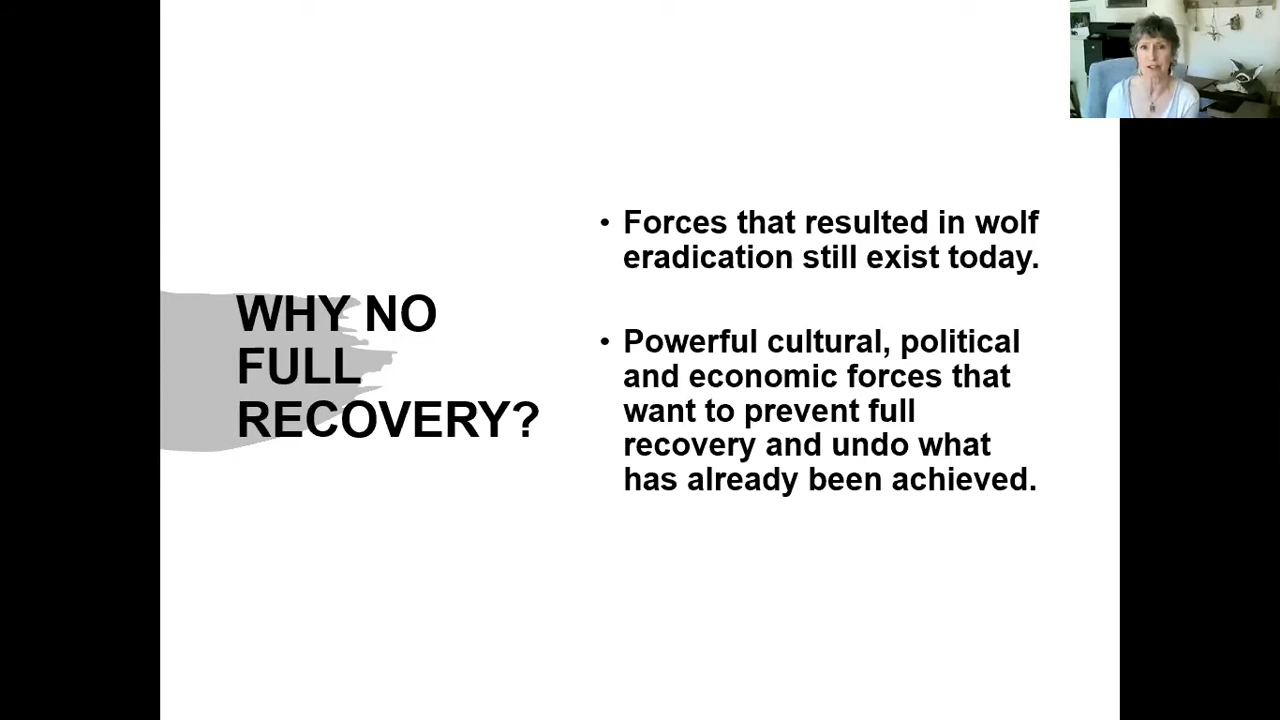 WHY NO
FULL
RECOVERY?
• Forces that resulted in wolf
eradication still exist today.
• Powerful cultural, political
and economic forces that
want to prevent full
recovery and undo what
has already been achieved.